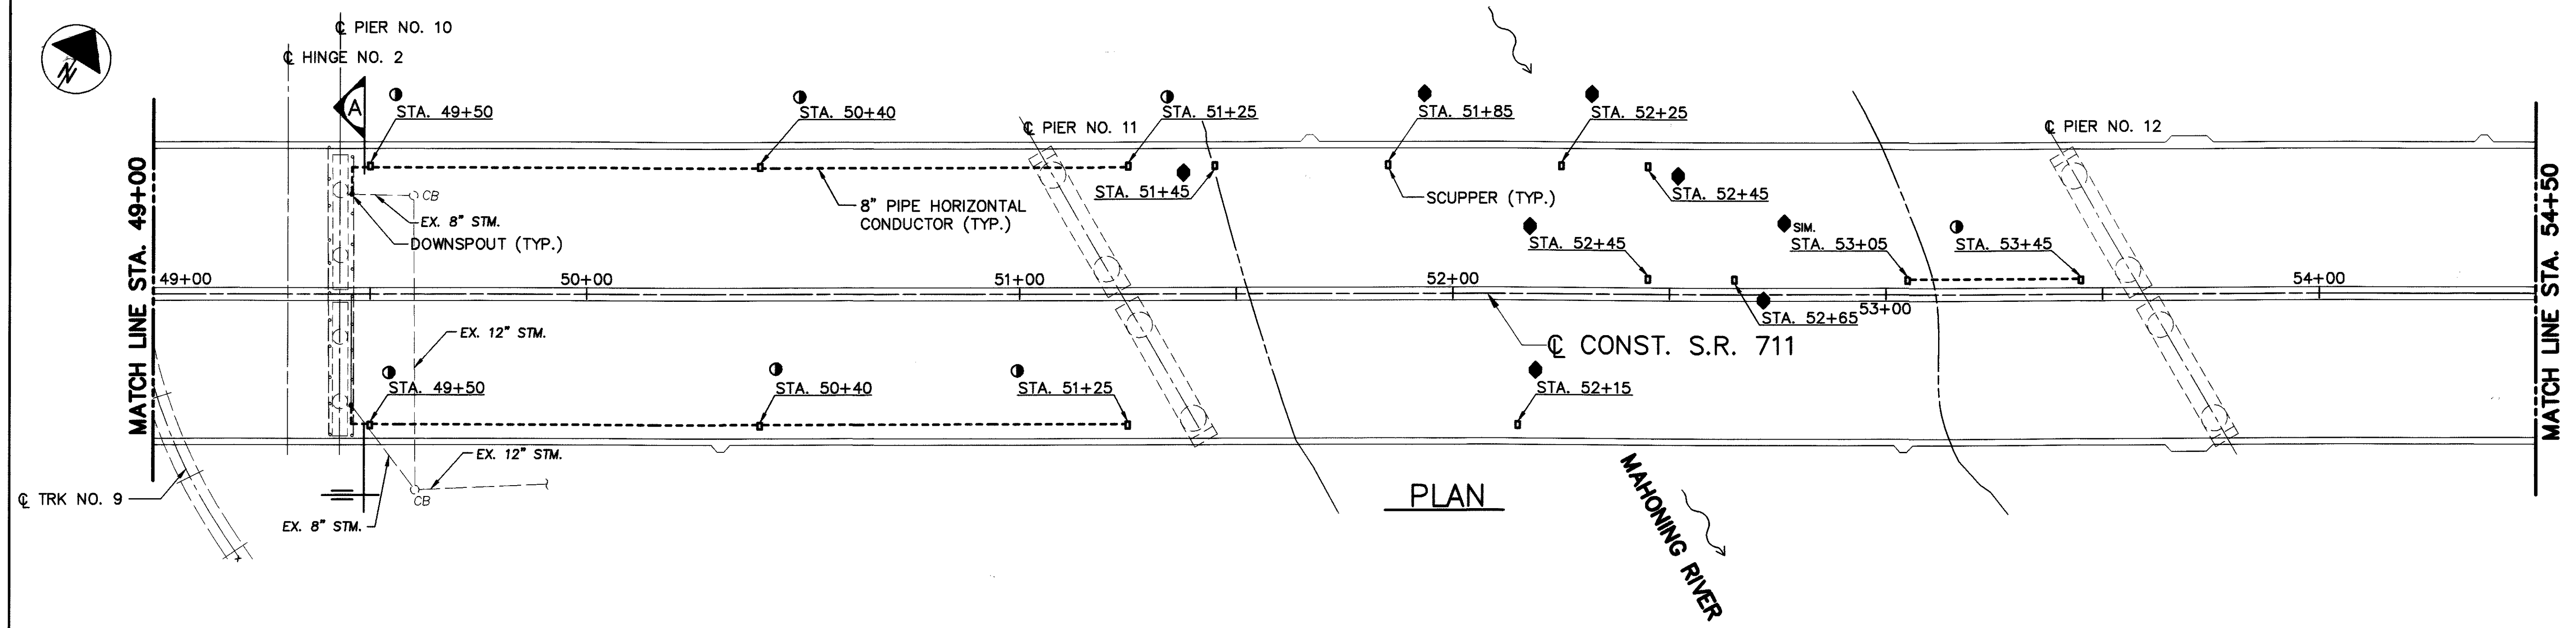 ℄ PIER NO. 10
℄ HINGE NO. 2
N
A
STA. 49+50
STA. 50+40
STA. 51+25
STA. 51+85
STA. 52+25
℄ PIER NO. 11
℄ PIER NO. 12
MATCH LINE STA. 49+00
MATCH LINE STA. 54+50
STA. 51+45
SCUPPER (TYP.)
STA. 52+45
CB
EX. 8" STM.
DOWNSPOUT (TYP.)
8" PIPE HORIZONTAL
CONDUCTOR (TYP.)
STA. 52+45
SIM.
STA. 53+05
STA. 53+45
49+00
50+00
51+00
52+00
53+00
54+00
STA. 52+65
EX. 12" STM.
℄ CONST. S.R. 711
STA. 49+50
STA. 50+40
STA. 51+25
STA. 52+15
EX. 12" STM.
CB
℄ TRK NO. 9
EX. 8" STM.
PLAN
MAHONING RIVER